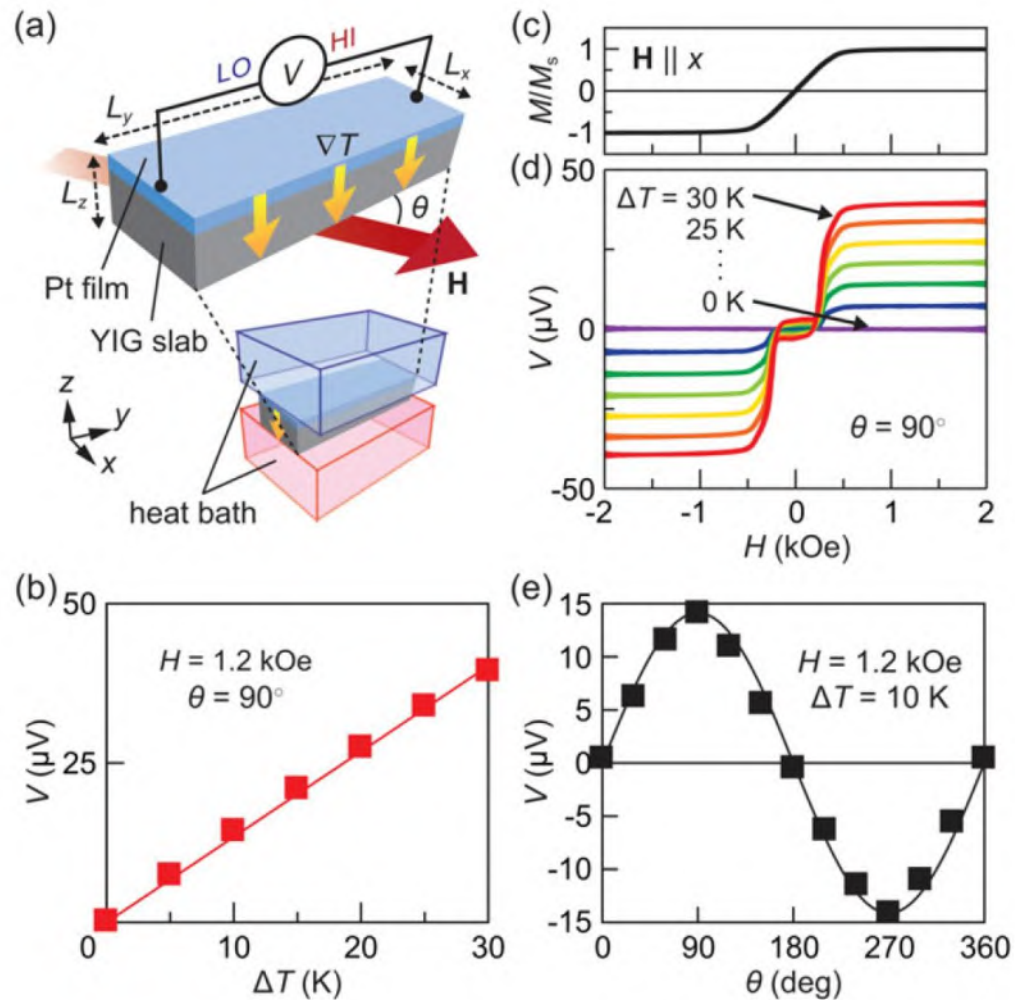 (a)
LO
V
HI
Lx
Ly
∇T
Lz
θ
H
Pt film
YIG slab
z
y
x
heat bath
(b)
50
25
0
V (μV)
H = 1.2 kOe
θ = 90°
0
10
20
30
ΔT (K)
(c)
M/Ms
1
0
-1
H || x
(d)
50
0
-50
V (μV)
ΔT = 30 K
25 K
0 K
θ = 90°
-2
-1
0
1
2
H (kOe)
(e)
15
10
5
0
-5
-10
-15
V (μV)
H = 1.2 kOe
ΔT = 10 K
0
90
180
270
360
θ (deg)